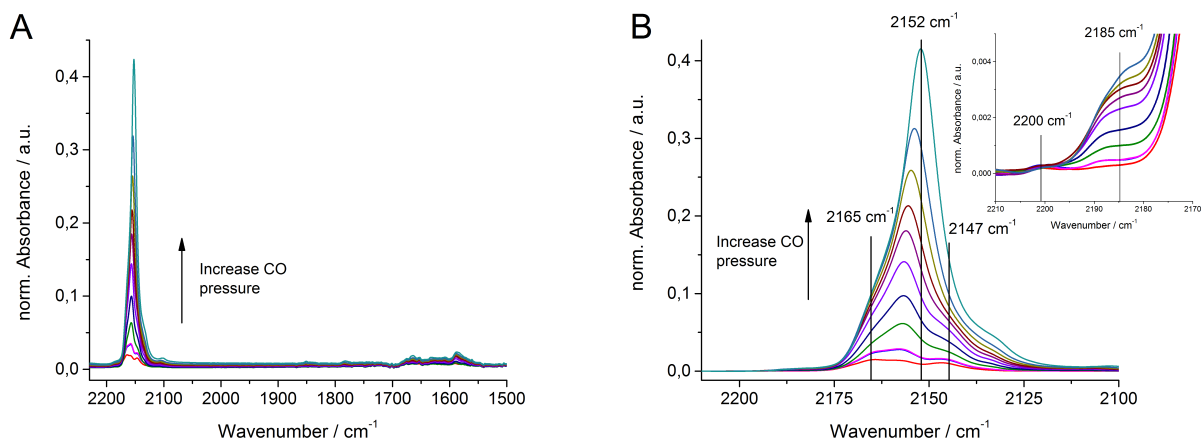 A
norm. Absorbance / a.u.
0,4
0,3
0,2
0,1
0,0
Increase CO
pressure
2200 2100 2000 1900 1800 1700 1600 1500
Wavenumber / cm⁻¹
B
norm. Absorbance / a.u.
0,4
0,3
0,2
0,1
0,0
2152 cm⁻¹
2165 cm⁻¹
2147 cm⁻¹
Increase CO
pressure
2200 2175 2150 2125 2100
Wavenumber / cm⁻¹
norm. Absorbance / a.u.
0,004
0,002
0,000
2185 cm⁻¹
2200 cm⁻¹
2210 2200 2190 2180 2170
Wavenumber / cm⁻¹